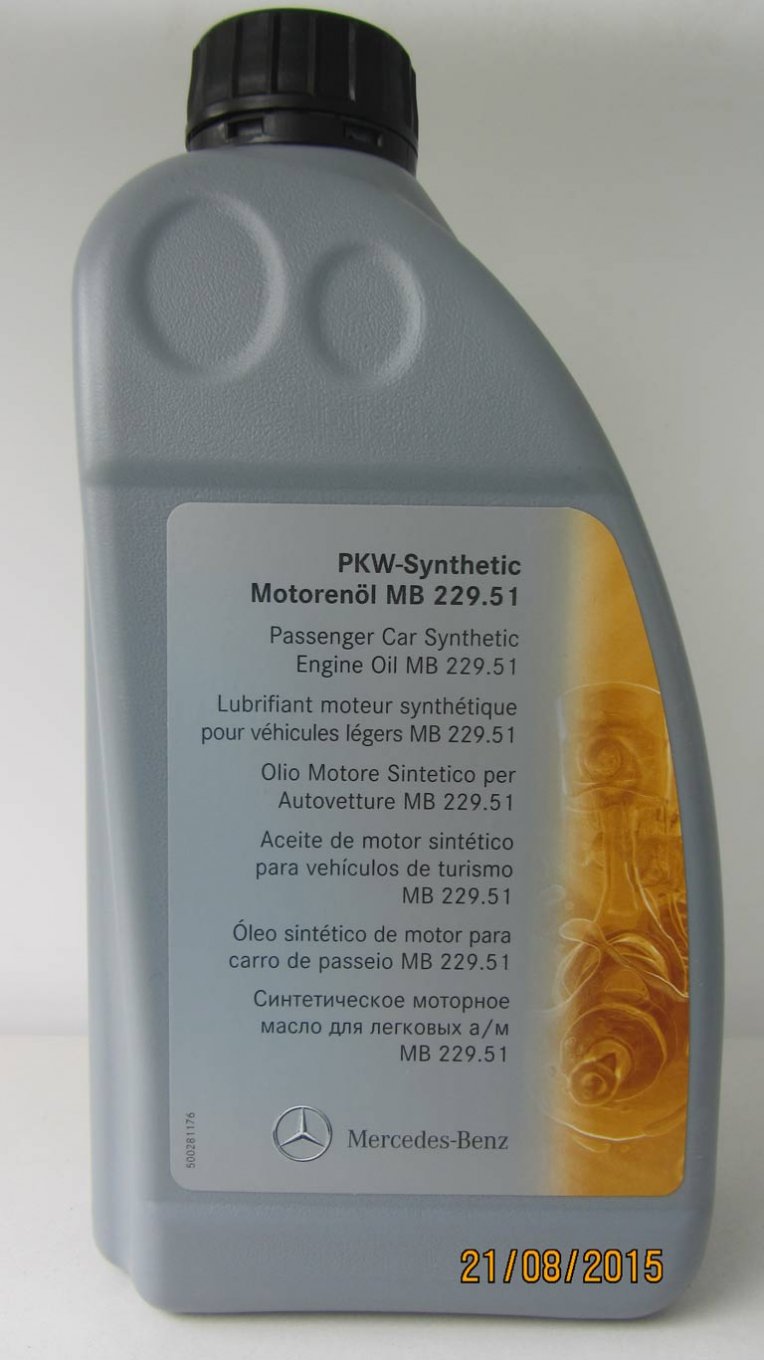 PKW-Synthetic
Motorenöl MB 229.51
Passenger Car Synthetic
Engine Oil MB 229.51
Lubrifiant moteur synthétique
pour véhicules légers MB 229.51
Olio Motore Sintetico per
Autovetture MB 229.51
Aceite de motor sintético
para vehículos de turismo
MB 229.51
Óleo sintético de motor para
carro de passeio MB 229.51
Синтетическое моторное
масло для легковых а/м
MB 229.51
500281176
Mercedes-Benz
21/08/2015